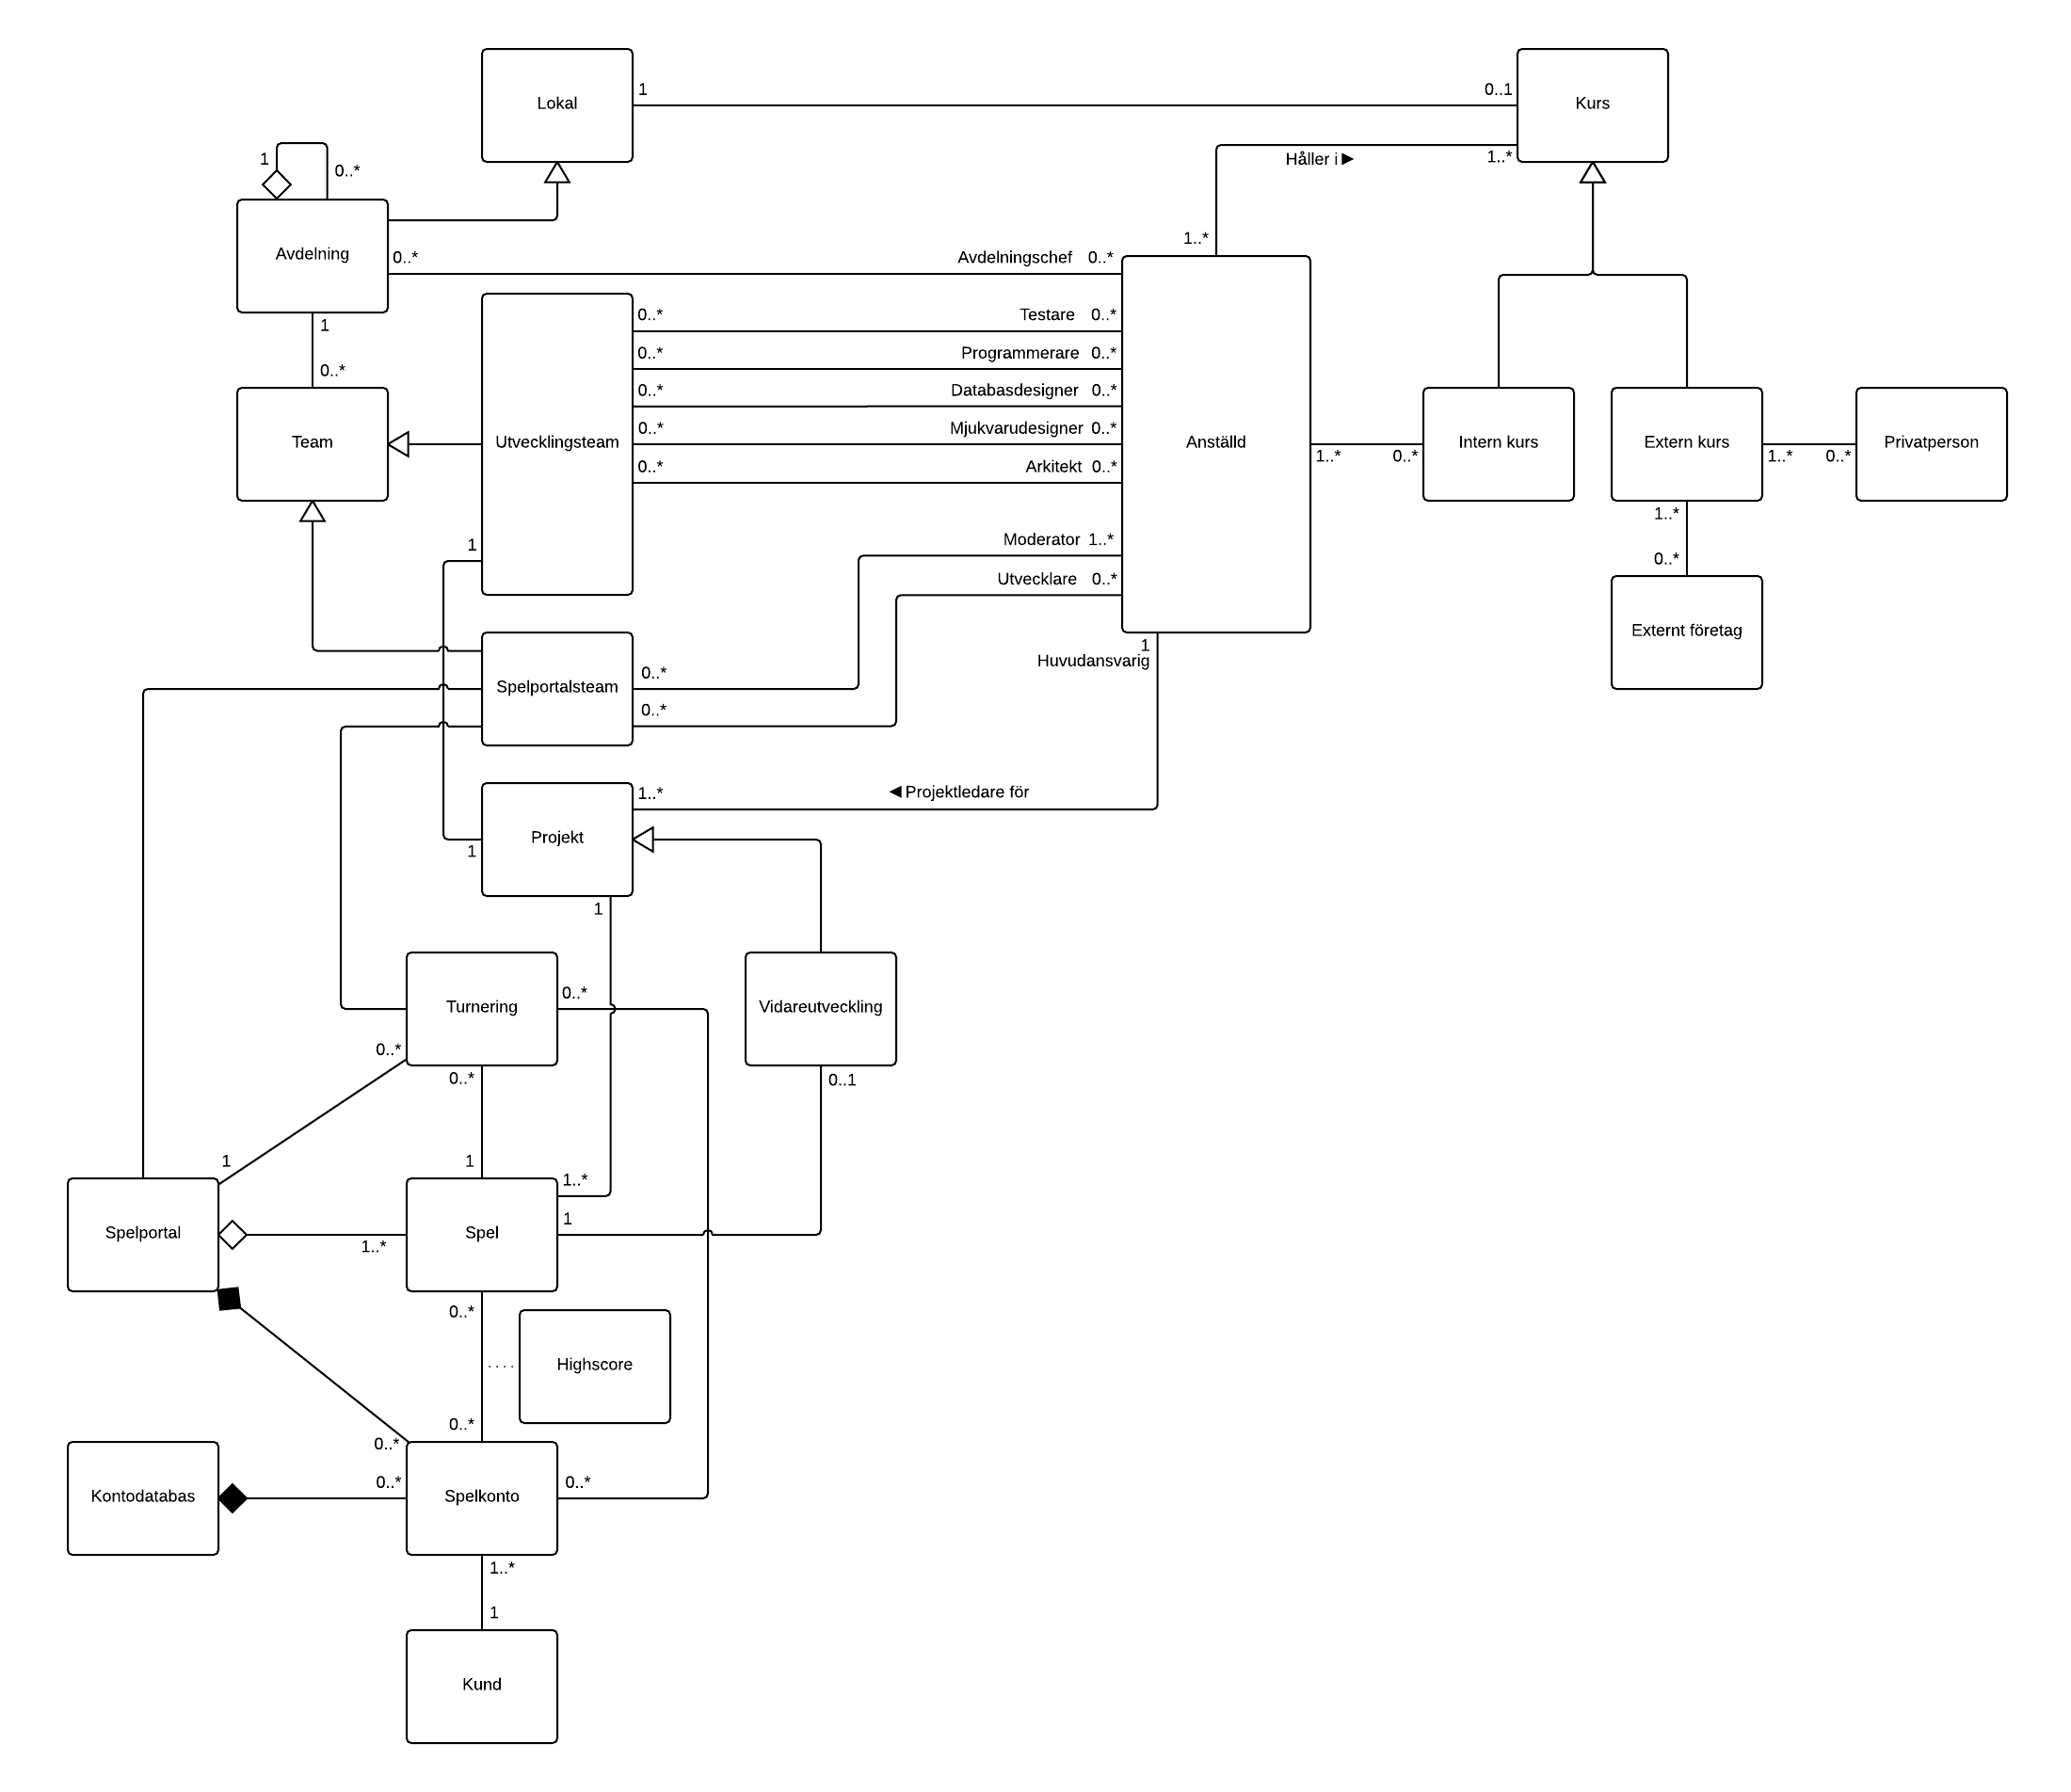 Lokal
1
0..1
Kurs
Håller i ►
1..*
1
0..*
Avdelning
0..*
Avdelningschef 0..*
1..*
1
0..*
Team
Utvecklingsteam
0..*
Testare 0..*
0..*
Programmerare 0..*
0..*
Databasdesigner 0..*
0..*
Mjukvarudesigner 0..*
0..*
Arkitekt 0..*
Anställd
1..*
0..*
Intern kurs
Extern kurs
1..*
0..*
Privatperson
1..*
0..*
Externt företag
1
Moderator 1..*
Utvecklare 0..*
1
Huvudansvarig
Spelportalsteam
0..*
0..*
1..*
◄ Projektledare för
Projekt
1
1
Turnering
0..*
Vidareutveckling
0..*
0..*
0..1
1
1
1..*
1
Spelportal
1..*
Spel
0..*
Highscore
0..*
0..*
0..*
0..*
Kontodatabas
Spelkonto
1..*
1
Kund